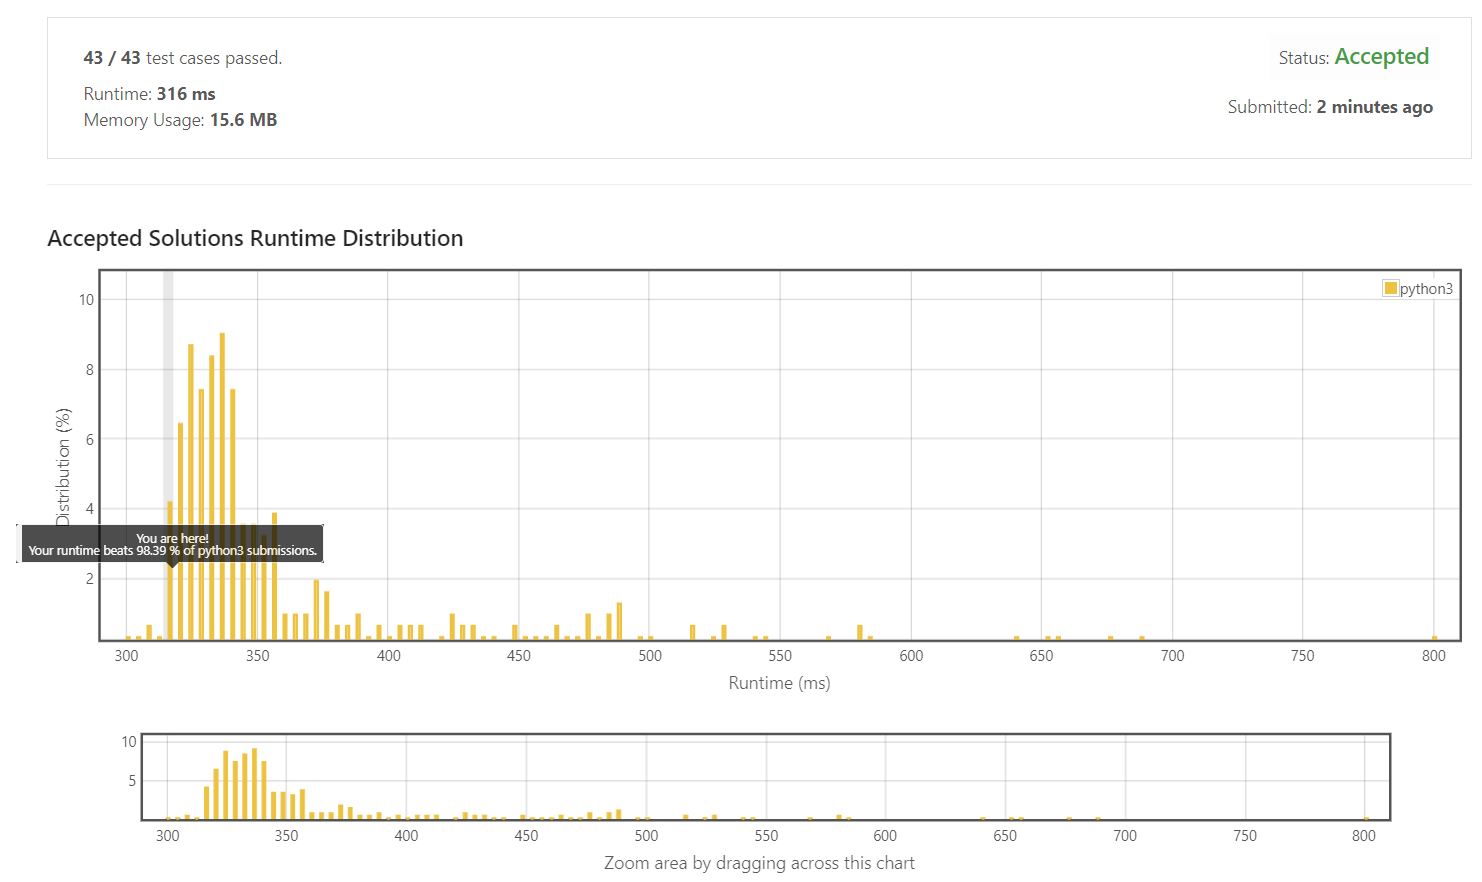 43 / 43 test cases passed.
Status: Accepted
Runtime: 316 ms
Memory Usage: 15.6 MB
Submitted: 2 minutes ago
Accepted Solutions Runtime Distribution
python3
Distribution (%)
10
8
6
4
2
You are here!
Your runtime beats 98.39 % of python3 submissions.
300 350 400 450 500 550 600 650 700 750 800
Runtime (ms)
10
5
300 350 400 450 500 550 600 650 700 750 800
Zoom area by dragging across this chart